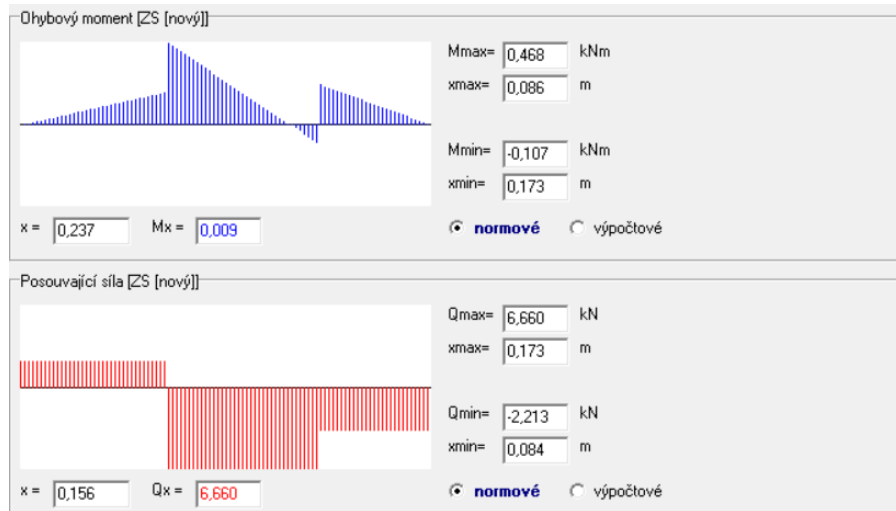 Ohybový moment [ZS [nový]]
Mmax= 0,468 kNm
xmax= 0,086 m
Mmin= -0,107 kNm
xmin= 0,173 m
x = 0,237 Mx = 0,009 normové výpočtové
Posouvající síla [ZS [nový]]
Qmax= 6,660 kN
xmax= 0,173 m
Qmin= -2,213 kN
xmin= 0,084 m
x = 0,156 Qx = 6,660 normové výpočtové